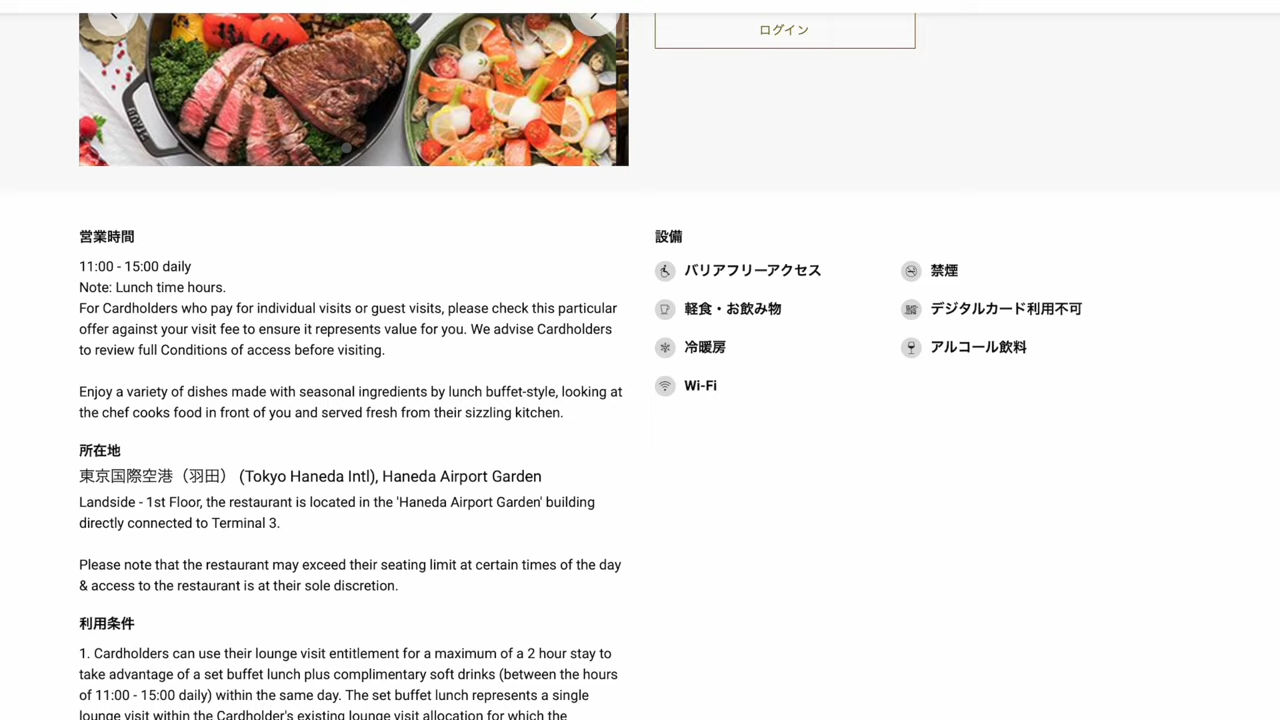 ログイン
営業時間
11:00 - 15:00 daily
Note: Lunch time hours.
For Cardholders who pay for individual visits or guest visits, please check this particular
offer against your visit fee to ensure it represents value for you. We advise Cardholders
to review full Conditions of access before visiting.
Enjoy a variety of dishes made with seasonal ingredients by lunch buffet-style, looking at
the chef cooks food in front of you and served fresh from their sizzling kitchen.
所在地
東京国際空港（羽田） (Tokyo Haneda Intl), Haneda Airport Garden
Landside - 1st Floor, the restaurant is located in the 'Haneda Airport Garden' building
directly connected to Terminal 3.
Please note that the restaurant may exceed their seating limit at certain times of the day
& access to the restaurant is at their sole discretion.
利用条件
1. Cardholders can use their lounge visit entitlement for a maximum of a 2 hour stay to
take advantage of a set buffet lunch plus complimentary soft drinks (between the hours
of 11:00 - 15:00 daily) within the same day. The set buffet lunch represents a single
lounge visit within the Cardholder's existing lounge visit allocation for which the
設備
バリアフリーアクセス
禁煙
軽食・お飲み物
デジタルカード利用不可
冷暖房
アルコール飲料
Wi-Fi